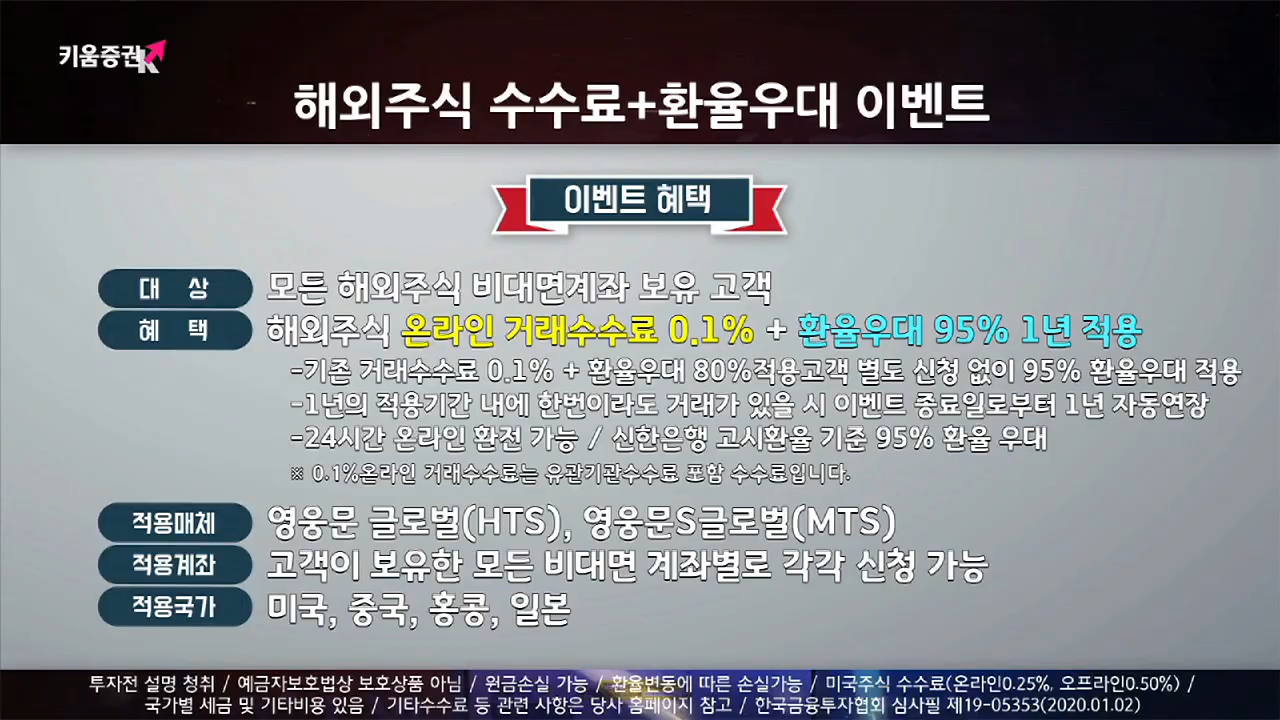 키움증권
해외주식 수수료+환율우대 이벤트
이벤트 혜택
대 상 모든 해외주식 비대면계좌 보유 고객
혜 택 해외주식 온라인 거래수수료 0.1% + 환율우대 95% 1년 적용
-기존 거래수수료 0.1% + 환율우대 80%적용고객 별도 신청 없이 95% 환율우대 적용
-1년의 적용기간 내에 한번이라도 거래가 있을 시 이벤트 종료일로부터 1년 자동연장
-24시간 온라인 환전 가능 / 신한은행 고시환율 기준 95% 환율 우대
※ 0.1%온라인 거래수수료는 유관기관수수료 포함 수수료입니다.
적용매체 영웅문 글로벌(HTS), 영웅문S글로벌(MTS)
적용계좌 고객이 보유한 모든 비대면 계좌별로 각각 신청 가능
적용국가 미국, 중국, 홍콩, 일본
투자전 설명 청취 / 예금자보호법상 보호상품 아님 / 원금손실 가능 / 환율변동에 따른 손실가능 / 미국주식 수수료(온라인0.25%, 오프라인0.50%) /
국가별 세금 및 기타비용 있음 / 기타수수료 등 관련 사항은 당사 홈페이지 참고 / 한국금융투자협회 심사필 제19-05353(2020.01.02)